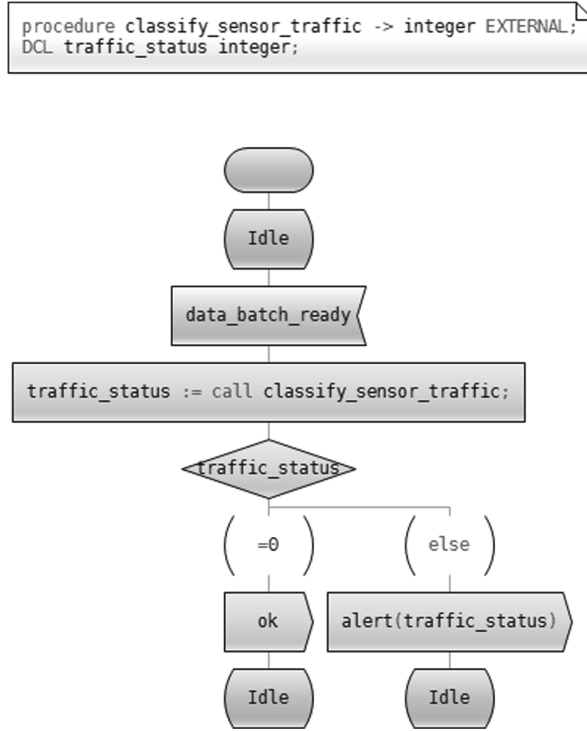 procedure classify_sensor_traffic -> integer EXTERNAL;
DCL traffic_status integer;
Idle
data_batch_ready
traffic_status := call classify_sensor_traffic;
traffic_status
=0
else
ok
alert(traffic_status)
Idle
Idle